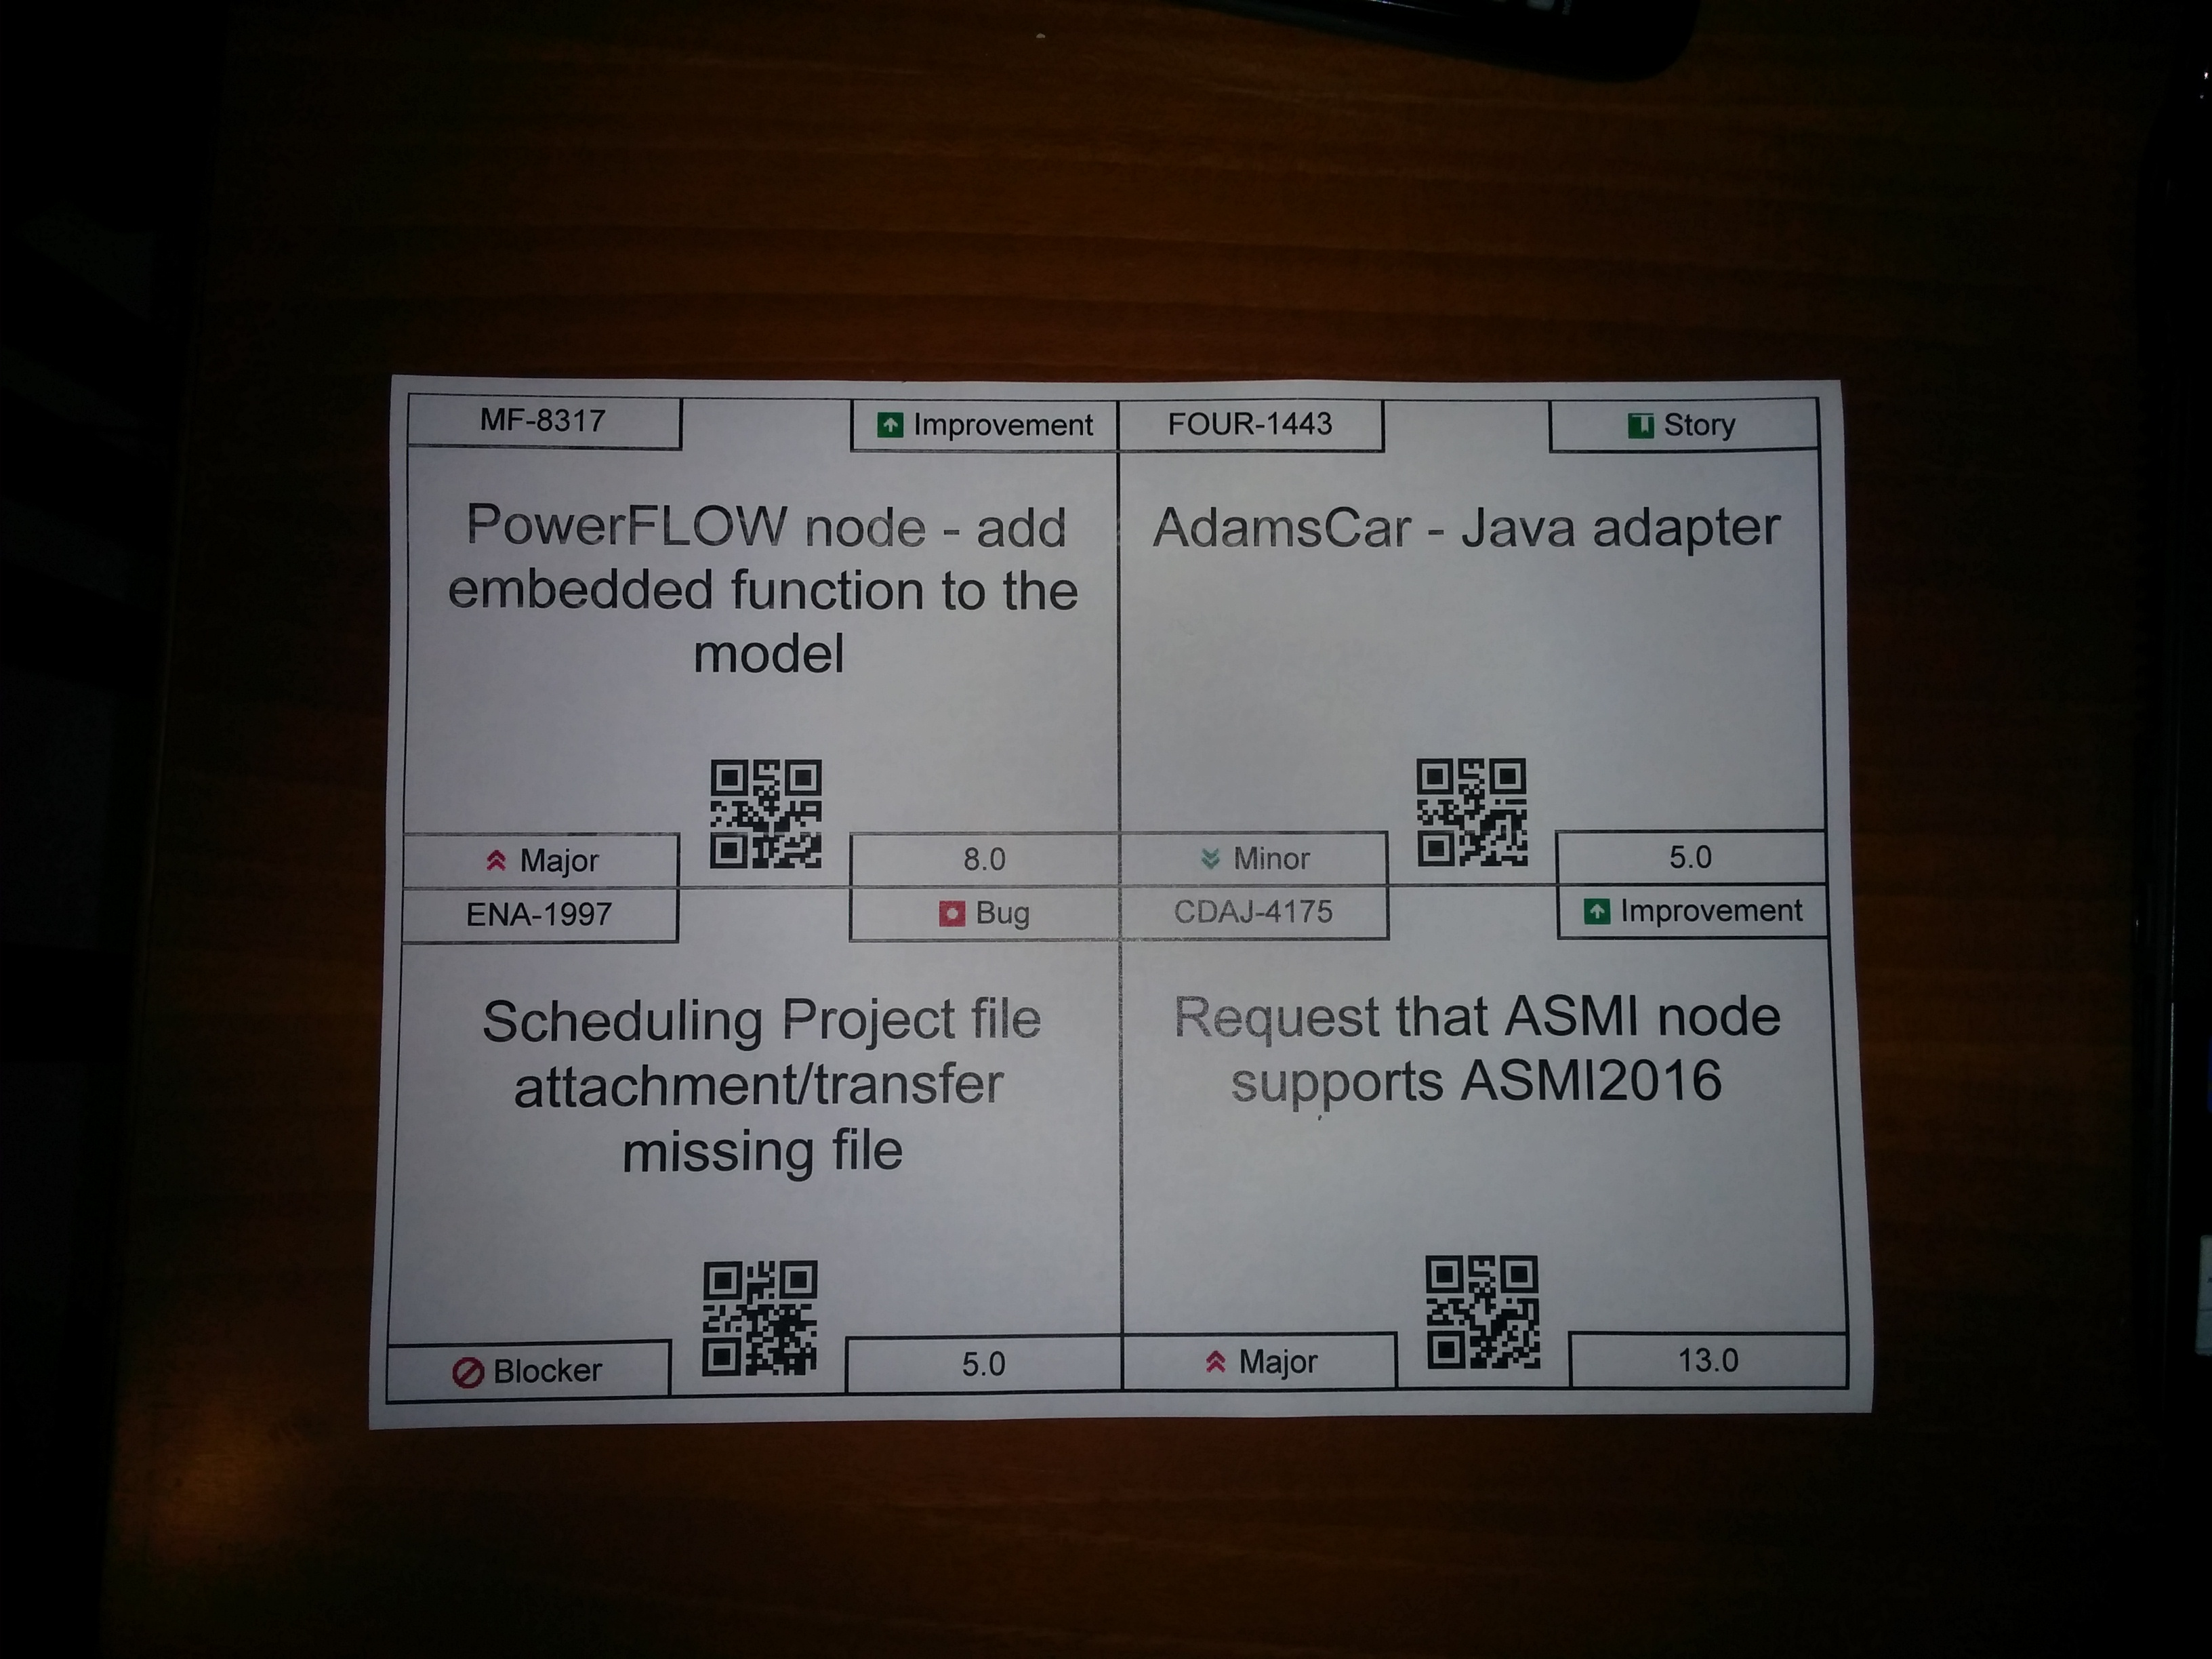 MF-8317
Improvement
PowerFLOW node - add
embedded function to the
model
Major
8.0
FOUR-1443
Story
AdamsCar - Java adapter
Minor
5.0
ENA-1997
Bug
Scheduling Project file
attachment/transfer
missing file
Blocker
5.0
CDAJ-4175
Improvement
Request that ASMI node
supports ASMI2016
Major
13.0